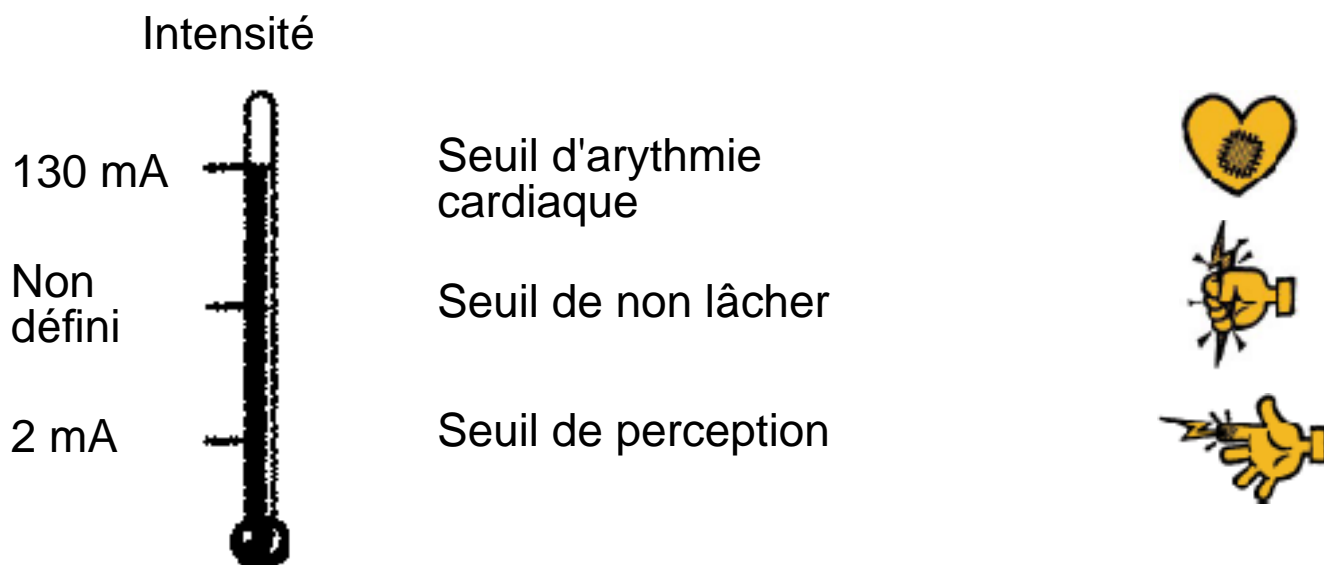 Intensité
130 mA
Seuil d'arythmie
cardiaque
Non
défini
Seuil de non lâcher
2 mA
Seuil de perception